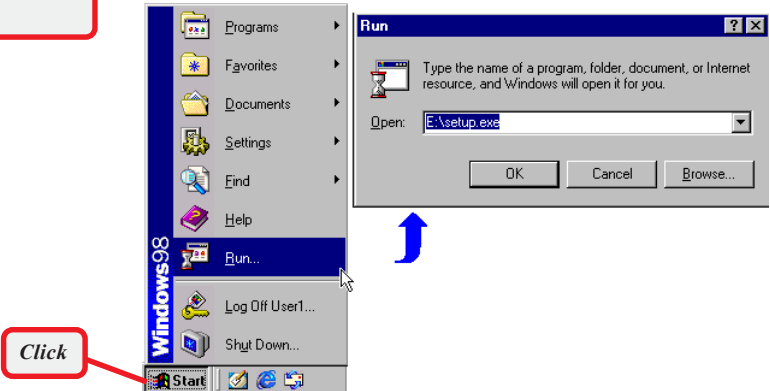 Programs
Favorites
Documents
Settings
Find
Help
Run...
Log Off User1...
Shut Down...
Windows98
Start
Click
Run
Type the name of a program, folder, document, or Internet
resource, and Windows will open it for you.
Open:
E:\setup.exe
OK
Cancel
Browse...